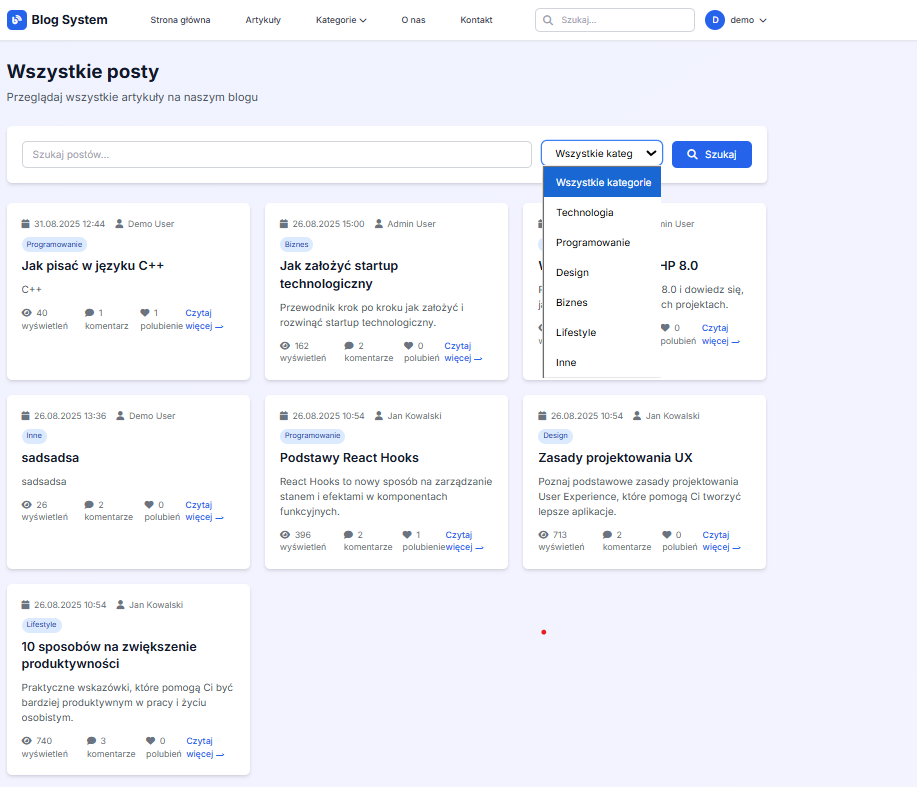 Blog System
Strona główna
Artykuły
Kategorie
O nas
Kontakt
Szukaj...
D
demo
Wszystkie posty
Przeglądaj wszystkie artykuły na naszym blogu
Szukaj postów...
Wszystkie kateg
Szukaj
Wszystkie kategorie
Technologia
Programowanie
Design
Biznes
Lifestyle
Inne
31.08.2025 12:44 Demo User
Programowanie
Jak pisać w języku C++
C++
40 wyświetleń
1 komentarz
1 polubienie
Czytaj więcej →
26.08.2025 15:00 Admin User
Biznes
Jak założyć startup
technologiczny
Przewodnik krok po kroku jak założyć i
rozwinąć startup technologiczny.
162 wyświetleń
2 komentarze
0 polubień
Czytaj więcej →
User
8.0
8.0 i dowiedz się,
projektach.
0 polubień
Czytaj więcej →
26.08.2025 13:36 Demo User
Inne
sadsadsa
sadsadsa
26 wyświetleń
2 komentarze
0 polubień
Czytaj więcej →
26.08.2025 10:54 Jan Kowalski
Programowanie
Podstawy React Hooks
React Hooks to nowy sposób na zarządzanie
stanem i efektami w komponentach
funkcyjnych.
396 wyświetleń
2 komentarze
1 polubienie
Czytaj więcej →
26.08.2025 10:54 Jan Kowalski
Design
Zasady projektowania UX
Poznaj podstawowe zasady projektowania
User Experience, które pomogą Ci tworzyć
lepsze aplikacje.
713 wyświetleń
2 komentarze
0 polubień
Czytaj więcej →
26.08.2025 10:54 Jan Kowalski
Lifestyle
10 sposobów na zwiększenie
produktywności
Praktyczne wskazówki, które pomogą Ci być
bardziej produktywnym w pracy i życiu
osobistym.
740 wyświetleń
3 komentarze
0 polubień
Czytaj więcej →